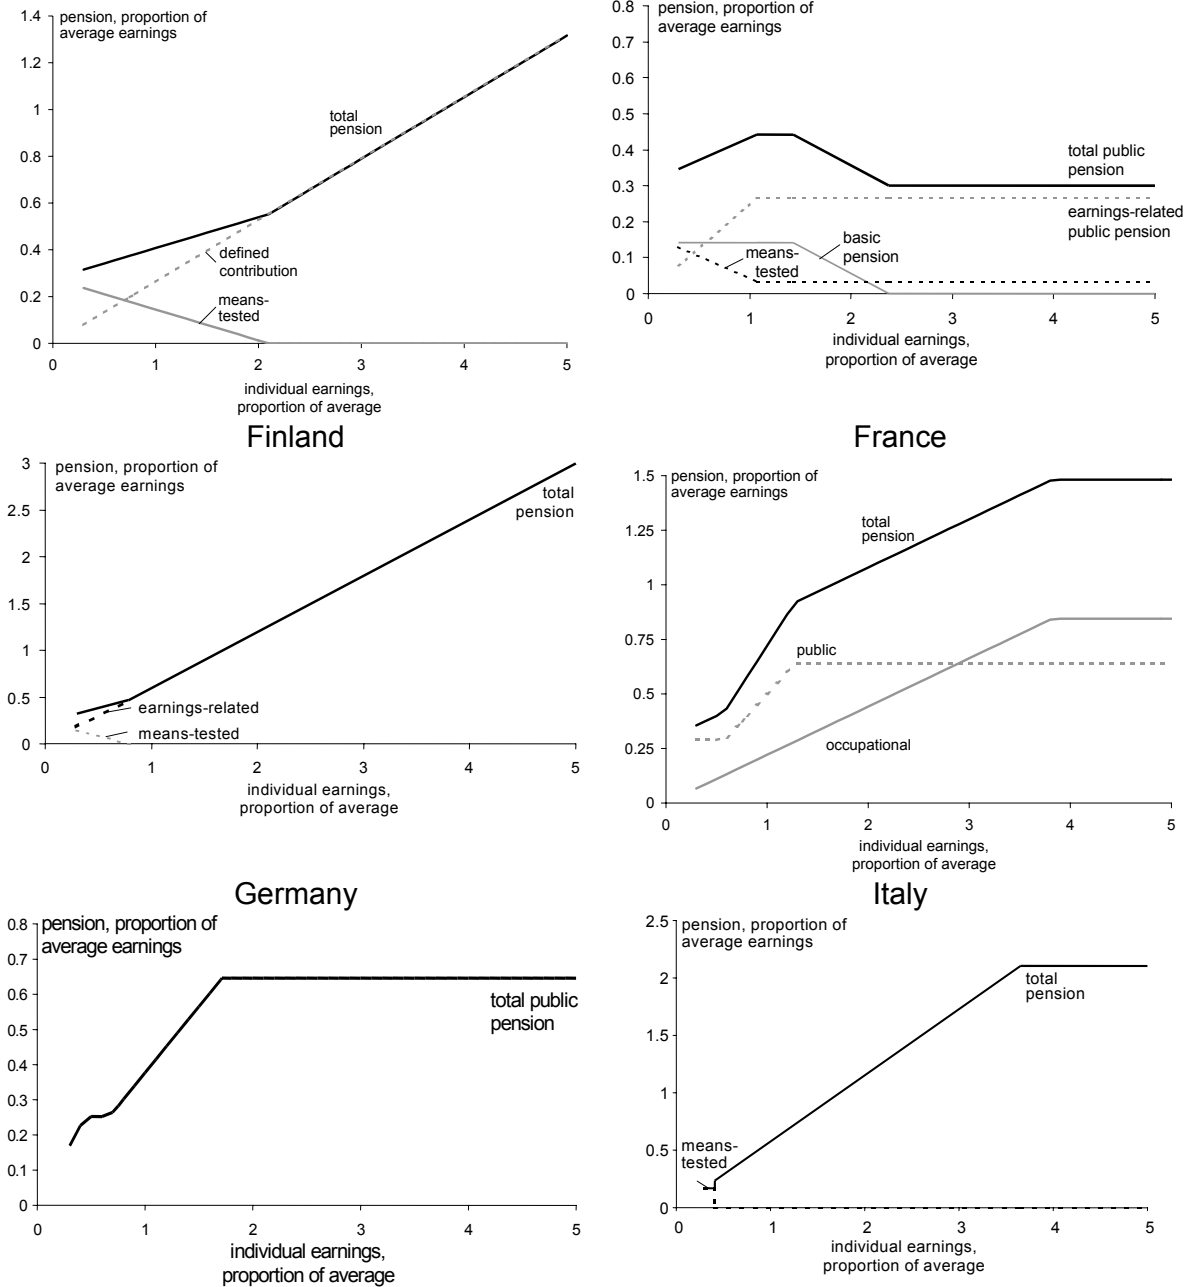 pension, proportion of
average earnings
1.4
1.2
1
0.8
0.6
0.4
0.2
0
total
pension
defined
contribution
means-
tested
0 1 2 3 4 5
individual earnings,
proportion of average
pension, proportion of
average earnings
0.8
0.7
0.6
0.5
0.4
0.3
0.2
0.1
0
total public
pension
earnings-related
public pension
basic
pension
means-
tested
0 1 2 3 4 5
individual earnings,
proportion of average
Finland
pension, proportion of
average earnings
3
2.5
2
1.5
1
0.5
0
total
pension
earnings-related
means-tested
0 1 2 3 4 5
individual earnings,
proportion of average
France
pension, proportion of
average earnings
1.5
1.25
1
0.75
0.5
0.25
0
total
pension
public
occupational
0 1 2 3 4 5
individual earnings,
proportion of average
Germany
pension, proportion of
average earnings
0.8
0.7
0.6
0.5
0.4
0.3
0.2
0.1
0
total public
pension
0 1 2 3 4 5
individual earnings,
proportion of average
Italy
pension, proportion of
average earnings
2.5
2
1.5
1
0.5
0
total
pension
means-
tested
0 1 2 3 4 5
individual earnings,
proportion of average